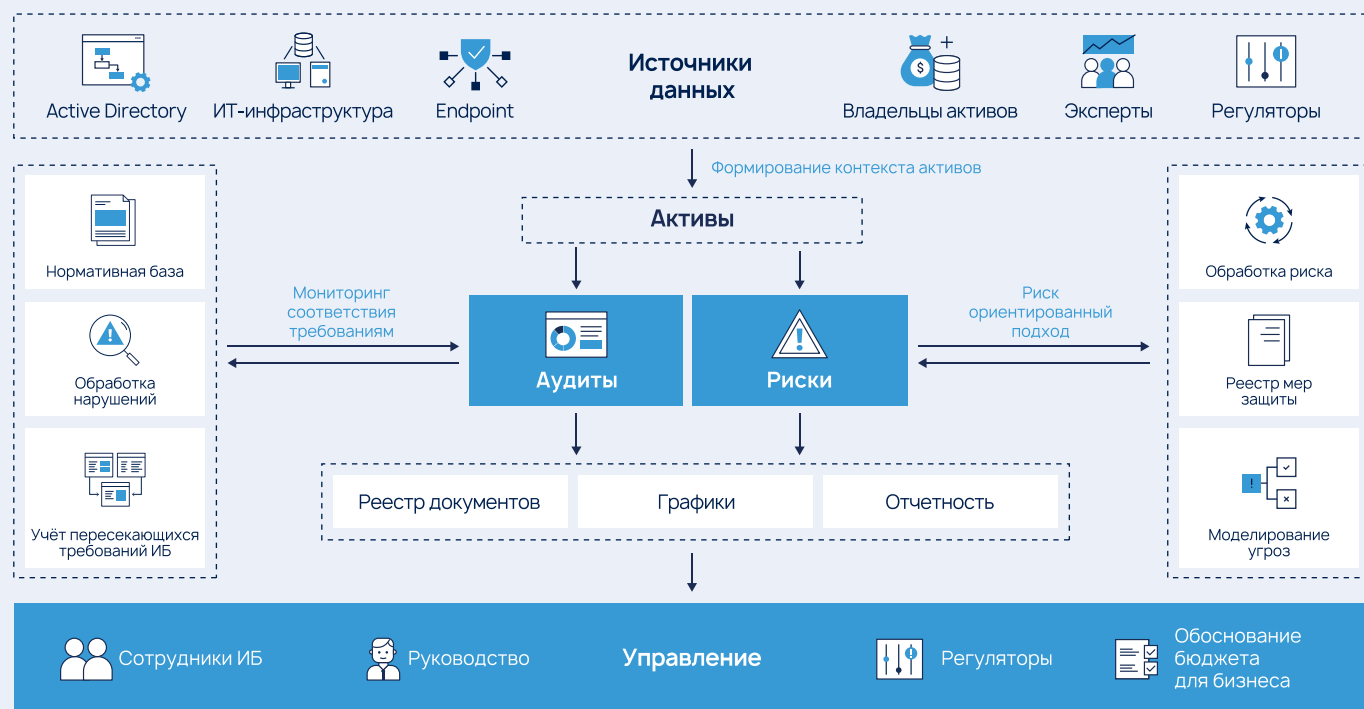 Источники
данных
Active Directory
ИТ-инфраструктура
Endpoint
Владельцы активов
Эксперты
Регуляторы
Формирование контекста активов
Активы
Нормативная база
Обработка
нарушений
Учёт пересекающихся
требований ИБ
Мониторинг
соответствия
требованиям
Аудиты
Риски
Риск
ориентированный
подход
Обработка риска
Реестр мер
защиты
Моделирование
угроз
Реестр документов
Графики
Отчетность
Сотрудники ИБ
Руководство
Управление
Регуляторы
Обоснование
бюджета
для бизнеса